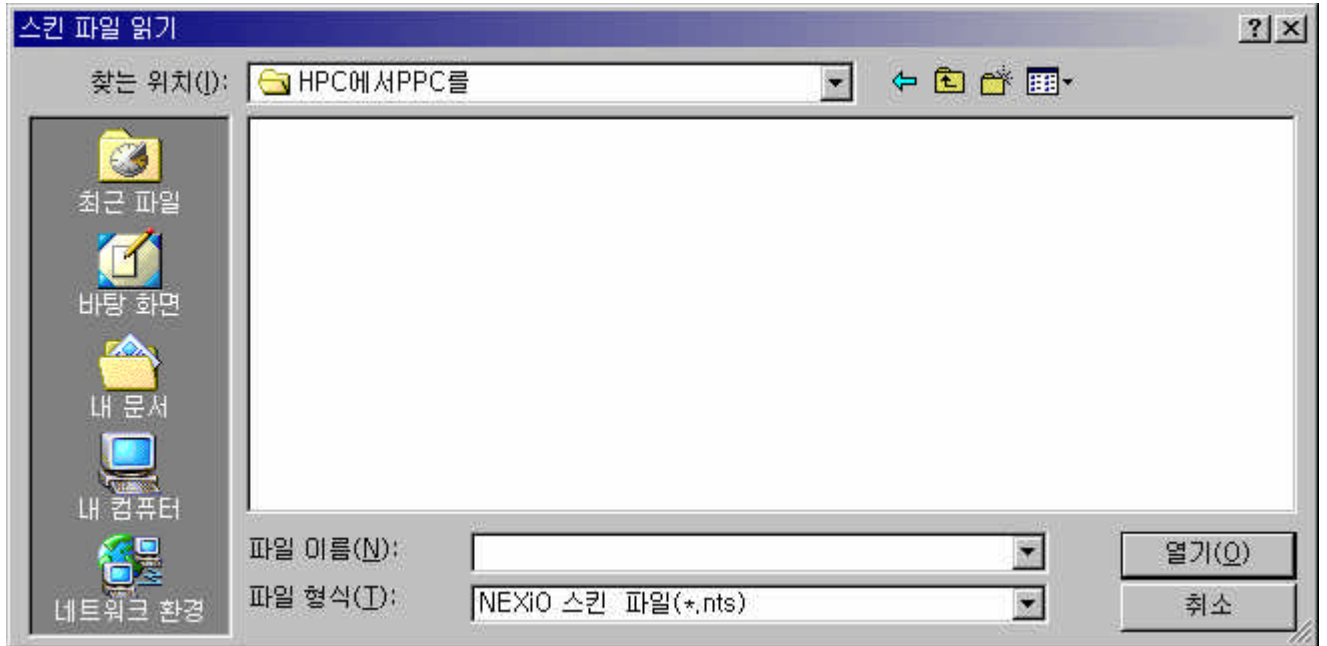 스킨 파일 읽기
찾는 위치(I):
HPC에서PPC를
최근 파일
바탕 화면
내 문서
내 컴퓨터
네트워크 환경
파일 이름(N):
열기(O)
파일 형식(T):
NEXiO 스킨 파일(*.nts)
취소